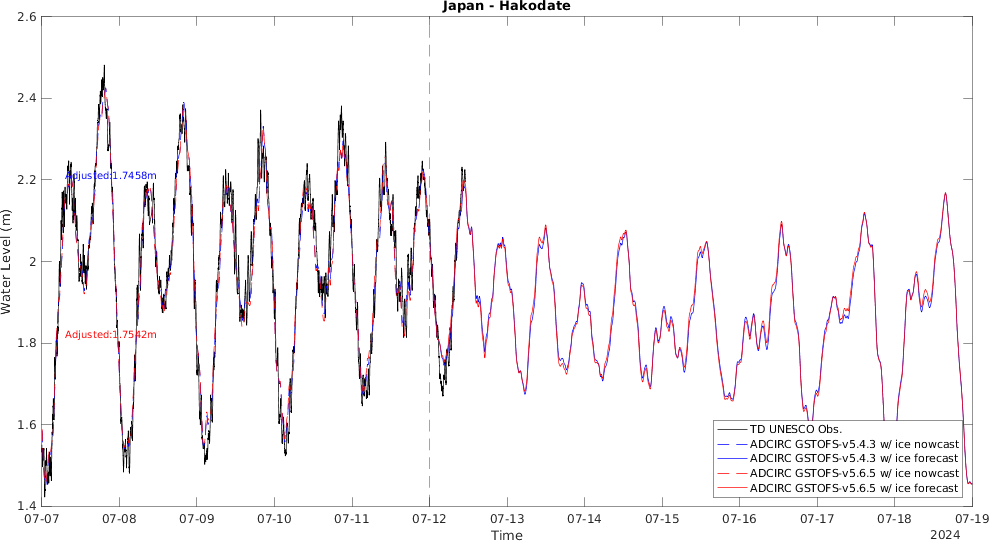 Japan - Hakodate
Water Level (m)
2.6
2.4
2.2
2
1.8
1.6
1.4
Adjusted:1.7458m
Adjusted:1.7542m
TD UNESCO Obs.
ADCIRC GSTOFS-v5.4.3 w/ ice nowcast
ADCIRC GSTOFS-v5.4.3 w/ ice forecast
ADCIRC GSTOFS-v5.6.5 w/ ice nowcast
ADCIRC GSTOFS-v5.6.5 w/ ice forecast
07-07 07-08 07-09 07-10 07-11 07-12 07-13 07-14 07-15 07-16 07-17 07-18 07-19
Time
2024